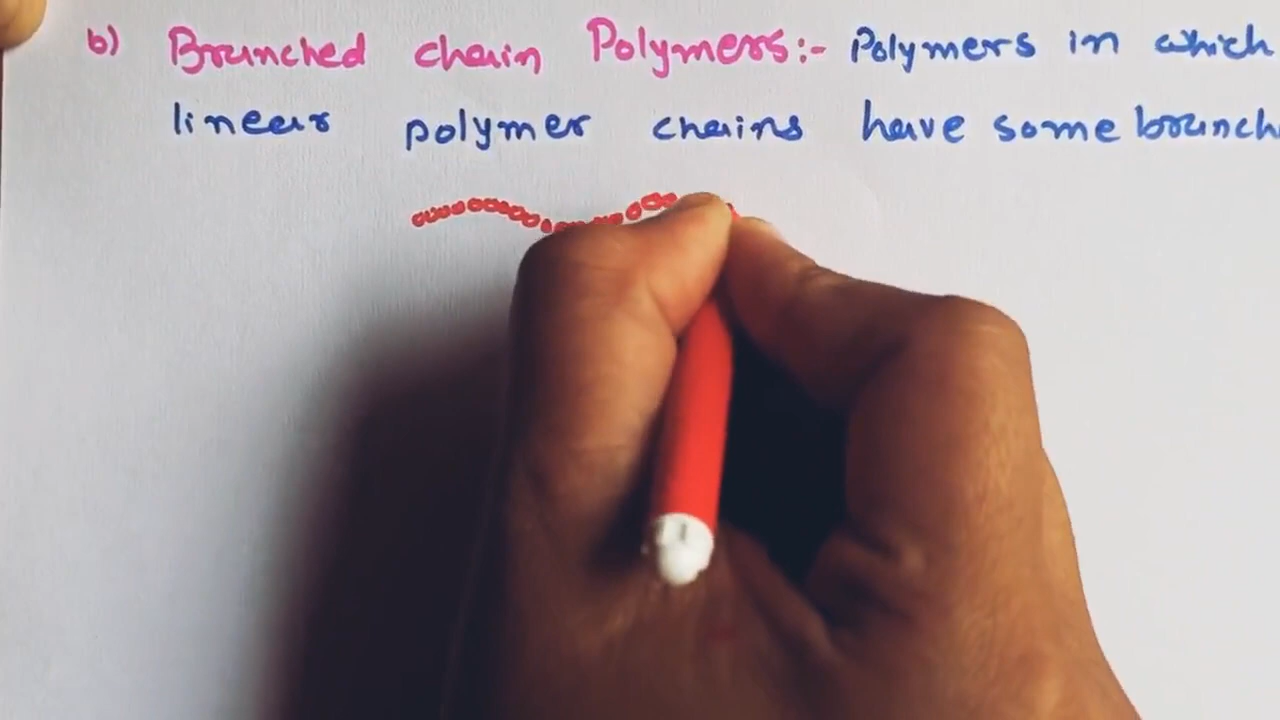 b) Branched chain Polymers:- Polymers in which
linear polymer chains have some branch